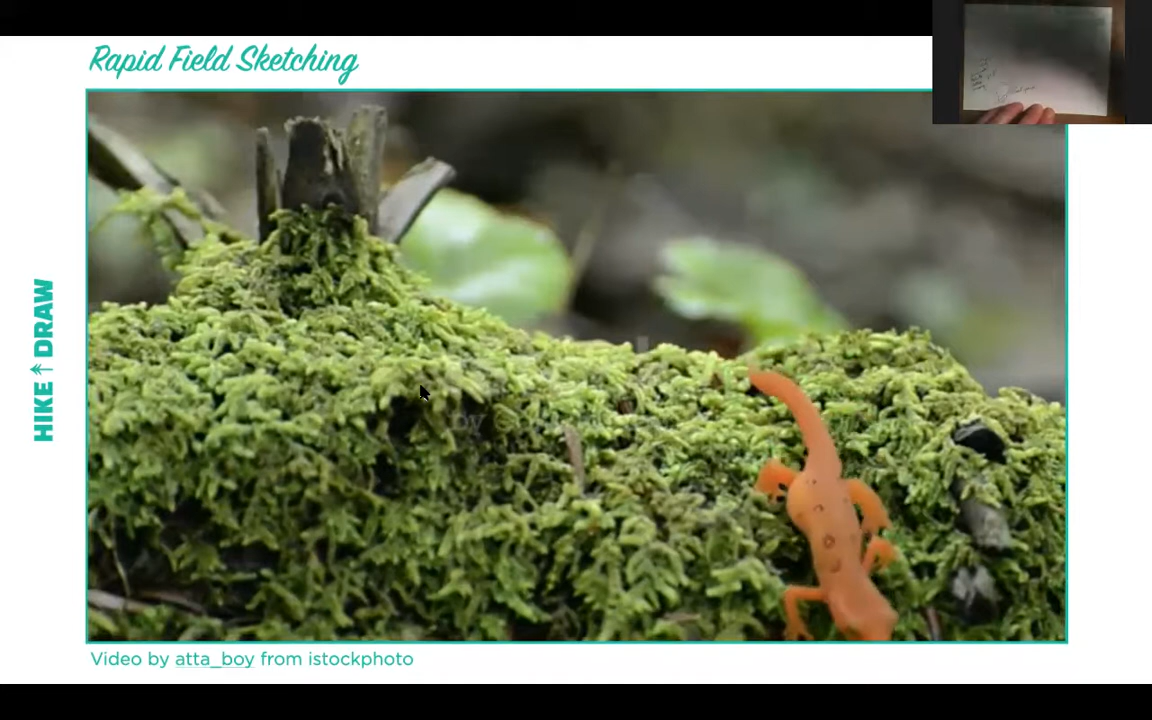 Rapid Field Sketching
HIKE DRAW
Video by atta_boy from istockphoto